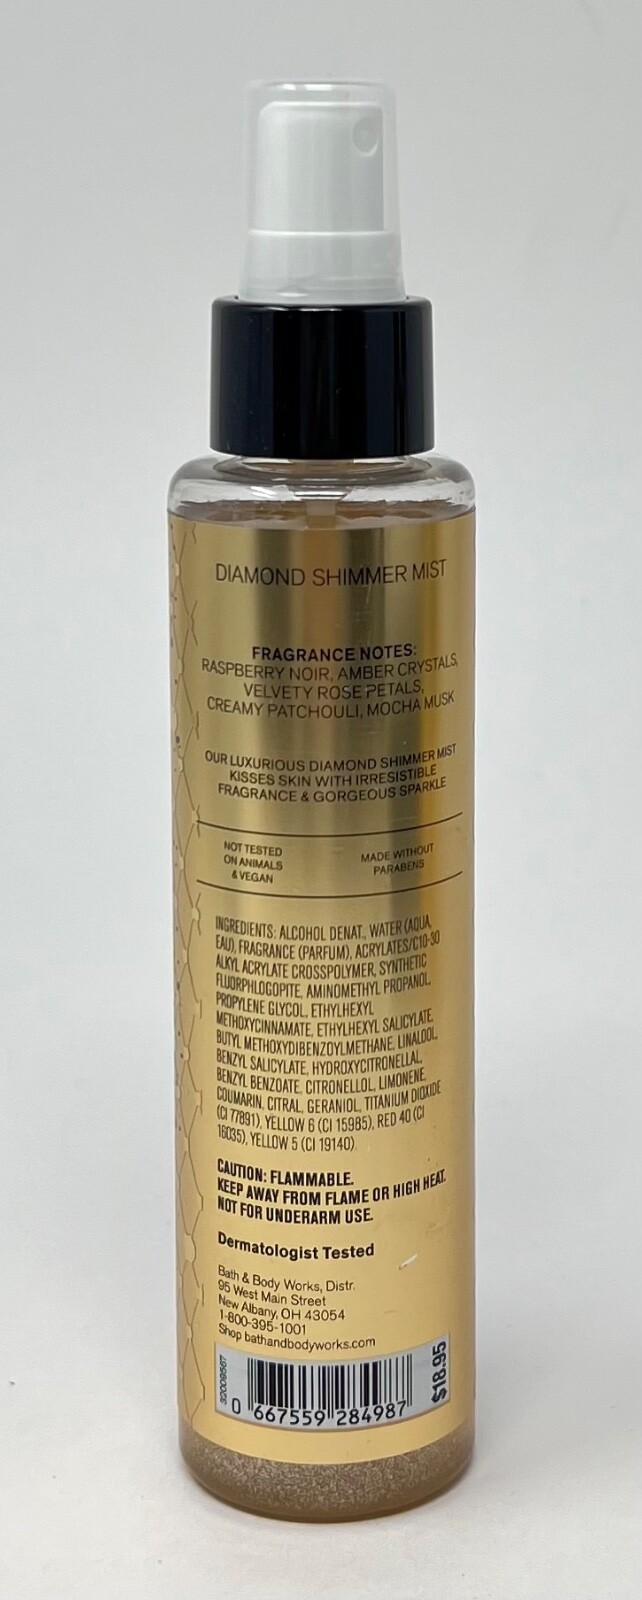 DIAMOND SHIMMER MIST
FRAGRANCE NOTES:
RASPBERRY NOIR, AMBER CRYSTALS,
VELVETY ROSE PETALS,
CREAMY PATCHOULI, MOCHA MUSK
OUR LUXURIOUS DIAMOND SHIMMER MIST
KISSES SKIN WITH IRRESISTIBLE
FRAGRANCE & GORGEOUS SPARKLE
NOT TESTED
ON ANIMALS
& VEGAN
MADE WITHOUT
PARABENS
INGREDIENTS: ALCOHOL DENAT., WATER (AQUA,
EAU), FRAGRANCE (PARFUM), ACRYLATES/C10-30
ALKYL ACRYLATE CROSSPOLYMER, SYNTHETIC
FLUORPHLOGOPITE, AMINOMETHYL PROPANOL,
PROPYLENE GLYCOL, ETHYLHEXYL
METHOXYCINNAMATE, ETHYLHEXYL SALICYLATE,
BUTYL METHOXYDIBENZOYLMETHANE, LINALOOL,
BENZYL SALICYLATE, HYDROXYCITRONELLAL,
BENZYL BENZOATE, CITRONELLOL, LIMONENE,
COUMARIN, CITRAL, GERANIOL, TITANIUM DIOXIDE
(CI 77891), YELLOW 6 (CI 15985), RED 40 (CI
16035), YELLOW 5 (CI 19140).
CAUTION: FLAMMABLE.
KEEP AWAY FROM FLAME OR HIGH HEAT.
NOT FOR UNDERARM USE.
Dermatologist Tested
Bath & Body Works, Distr.
95 West Main Street
New Albany, OH 43054
1-800-395-1001
Shop bathandbodyworks.com
$18.95
0 667559 284987